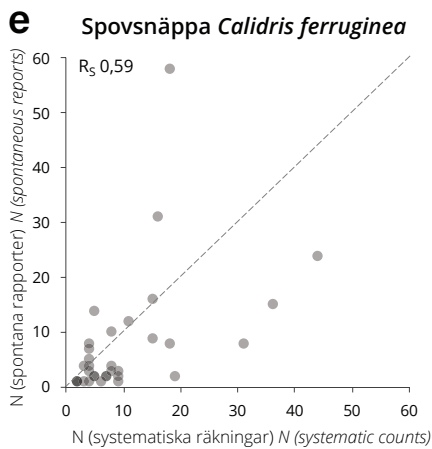 e
Spovsnäppa Calidris ferruginea
R_S 0,59
N (spontana rapporter) N (spontaneous reports)
60
50
40
30
20
10
0
0 10 20 30 40 50 60
N (systematiska räkningar) N (systematic counts)